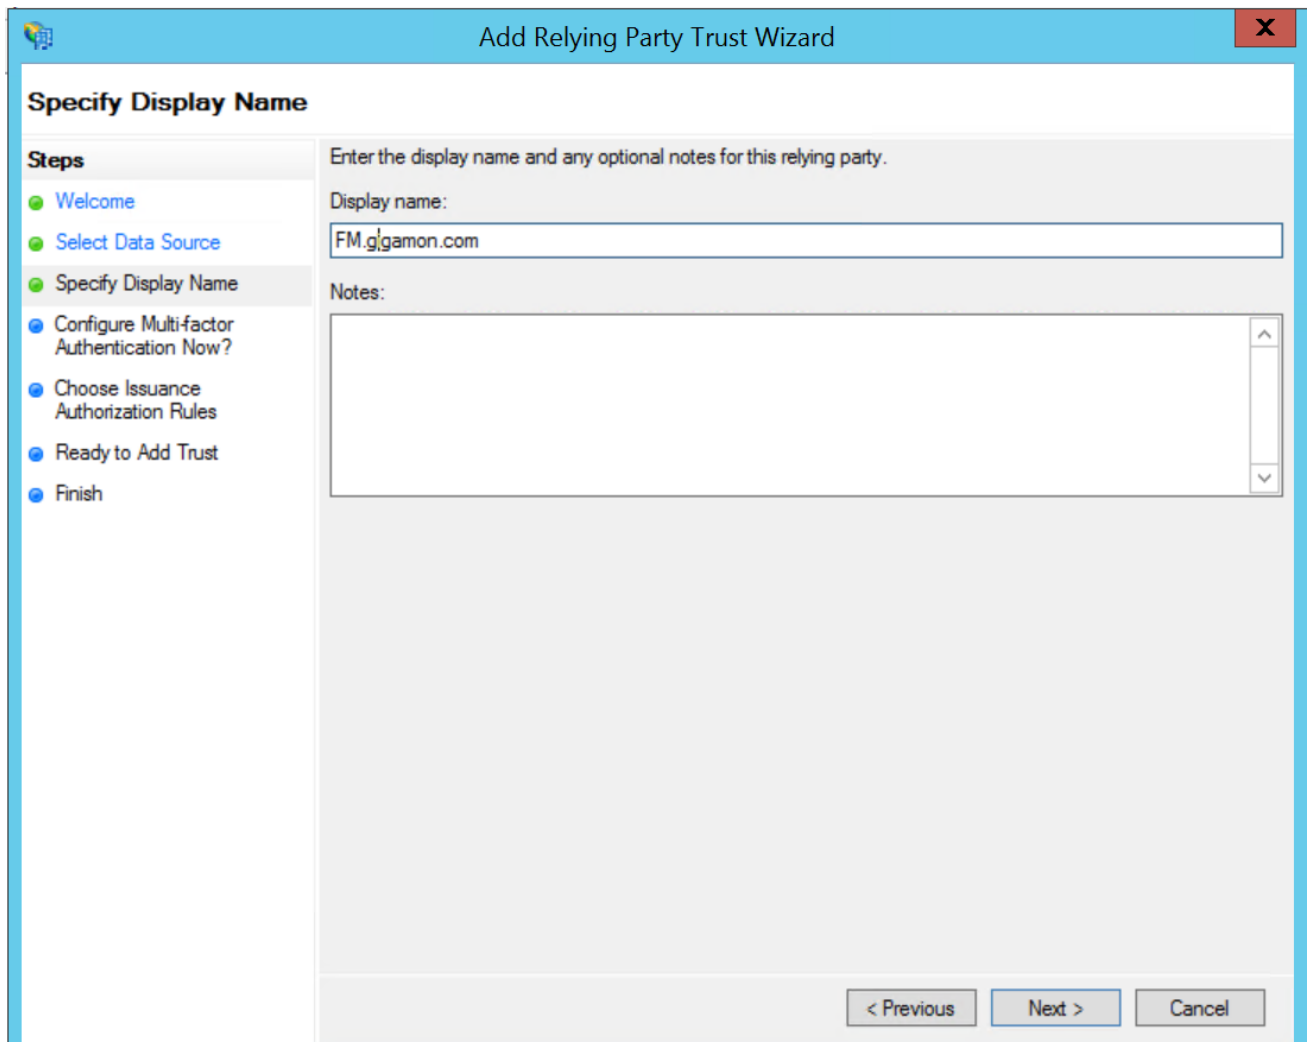 Add Relying Party Trust Wizard
X
Specify Display Name
Steps
Welcome
Select Data Source
Specify Display Name
Configure Multi-factor
Authentication Now?
Choose Issuance
Authorization Rules
Ready to Add Trust
Finish
Enter the display name and any optional notes for this relying party.
Display name:
FM.gigamon.com
Notes:
< Previous
Next >
Cancel